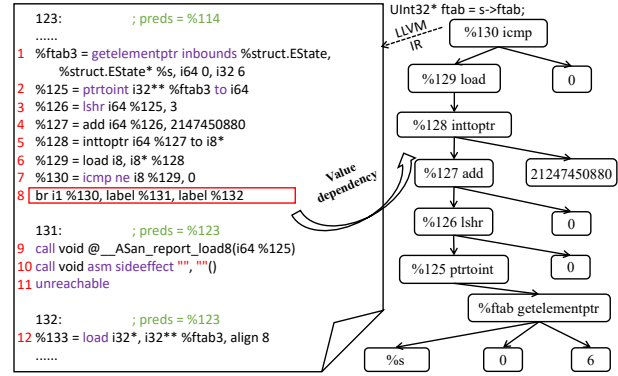 UInt32* ftab = s->ftab;
LLVM
IR
123: ; preds = %114
......
1 %ftab3 = getelementptr inbounds %struct.EState,
%struct.EState* %s, i64 0, i32 6
2 %125 = ptrtoint i32** %ftab3 to i64
3 %126 = lshr i64 %125, 3
4 %127 = add i64 %126, 2147450880
5 %128 = inttoptr i64 %127 to i8*
6 %129 = load i8, i8* %128
7 %130 = icmp ne i8 %129, 0
8 br i1 %130, label %131, label %132
131: ; preds = %123
9 call void @__ASan_report_load8(i64 %125)
10 call void asm sideeffect "", ""()
11 unreachable
132: ; preds = %123
12 %133 = load i32*, i32** %ftab3, align 8
......
Value
dependency
%130 icmp
%129 load
0
%128 inttoptr
%127 add
21247450880
%126 lshr
0
%125 ptrtoint
0
%ftab getelementptr
%s
0
6